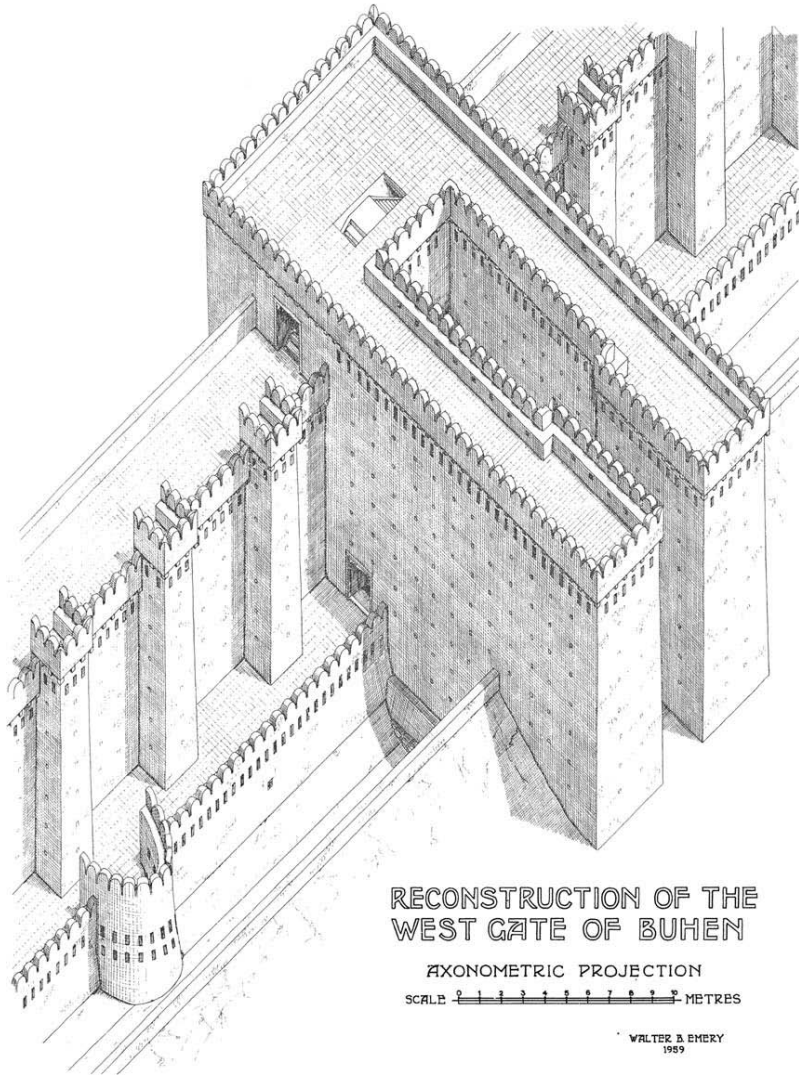 RECONSTRUCTION OF THE
WEST GATE OF BUHEN
AXONOMETRIC PROJECTION
SCALE 0 1 2 3 4 5 6 7 8 9 10 METRES
WALTER B. EMERY
1959